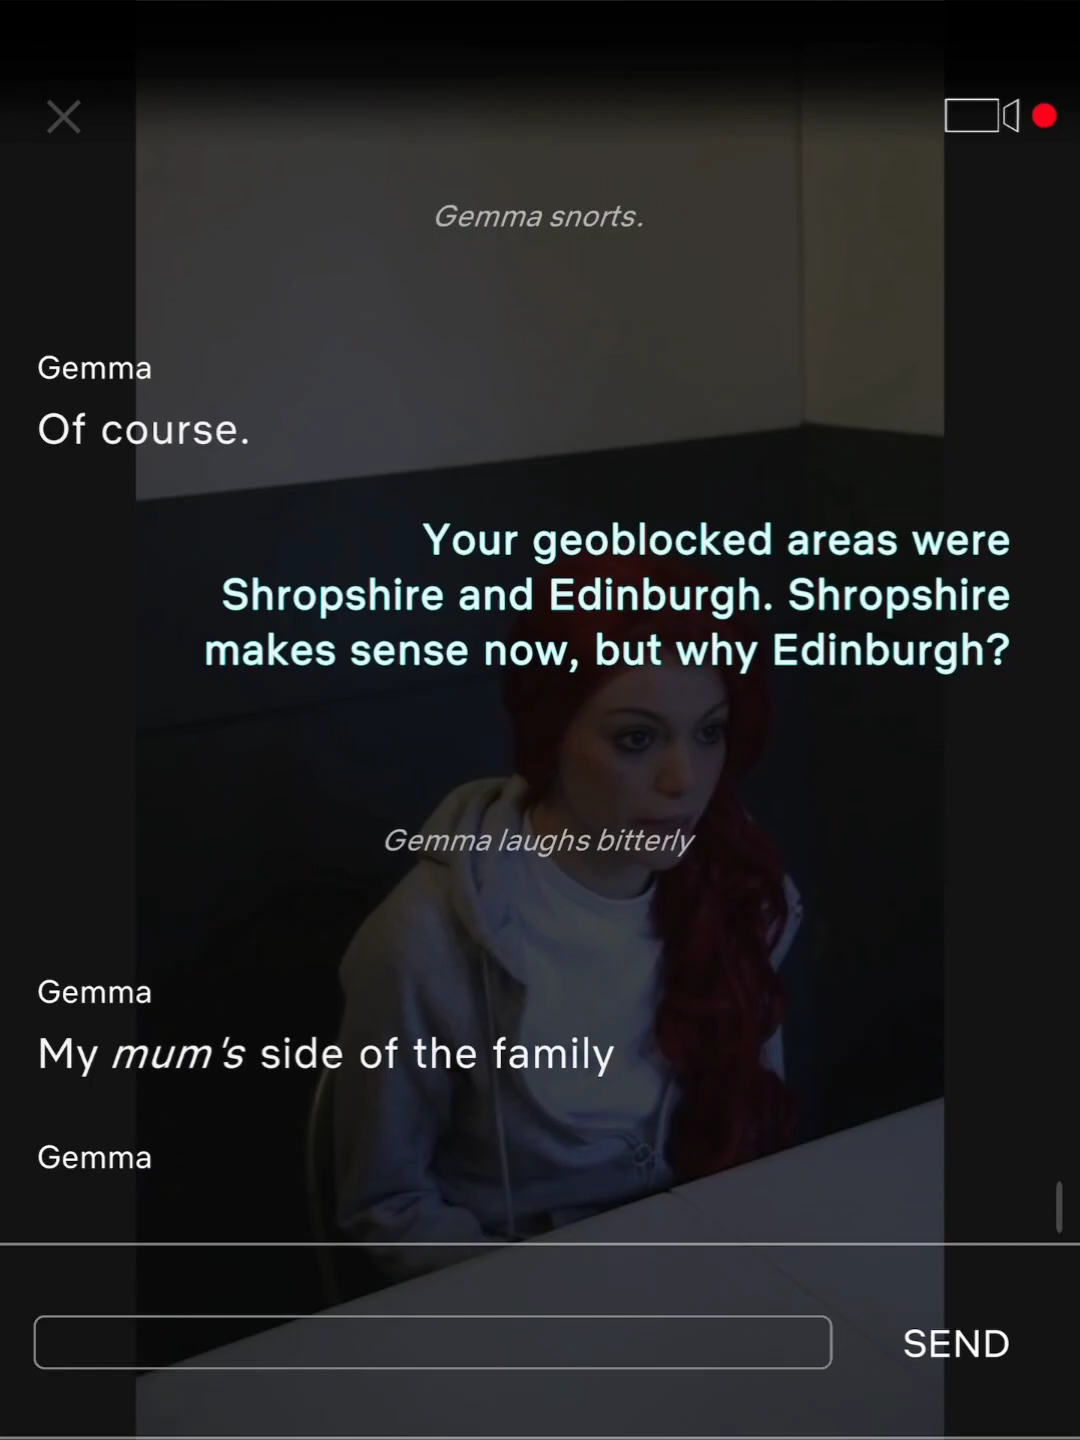 Gemma snorts.
Gemma
Of course.
Your geoblocked areas were
Shropshire and Edinburgh. Shropshire
makes sense now, but why Edinburgh?
Gemma laughs bitterly
Gemma
My mum's side of the family
Gemma
SEND